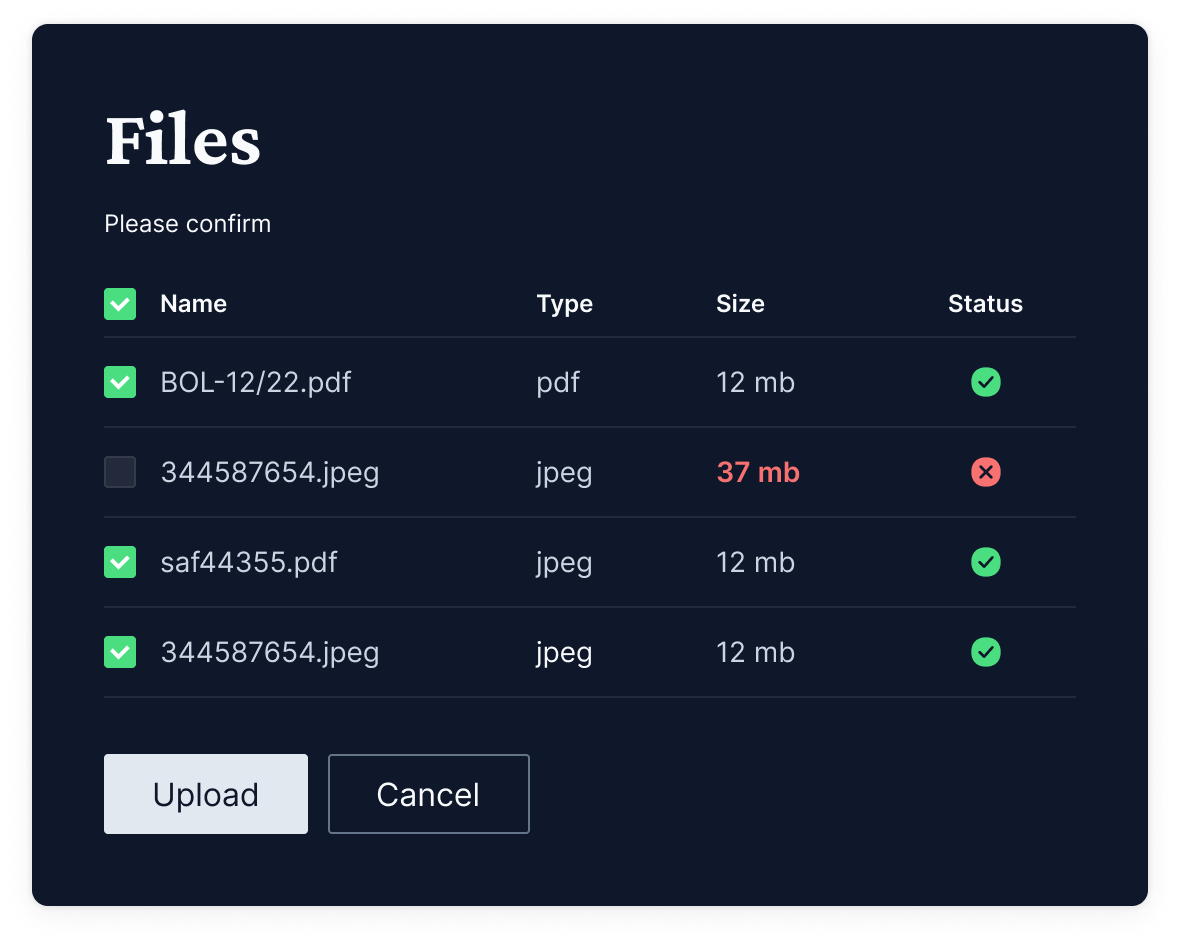 Files
Please confirm
Name Type Size Status
BOL-12/22.pdf pdf 12 mb
344587654.jpeg jpeg 37 mb
saf44355.pdf jpeg 12 mb
344587654.jpeg jpeg 12 mb
Upload Cancel